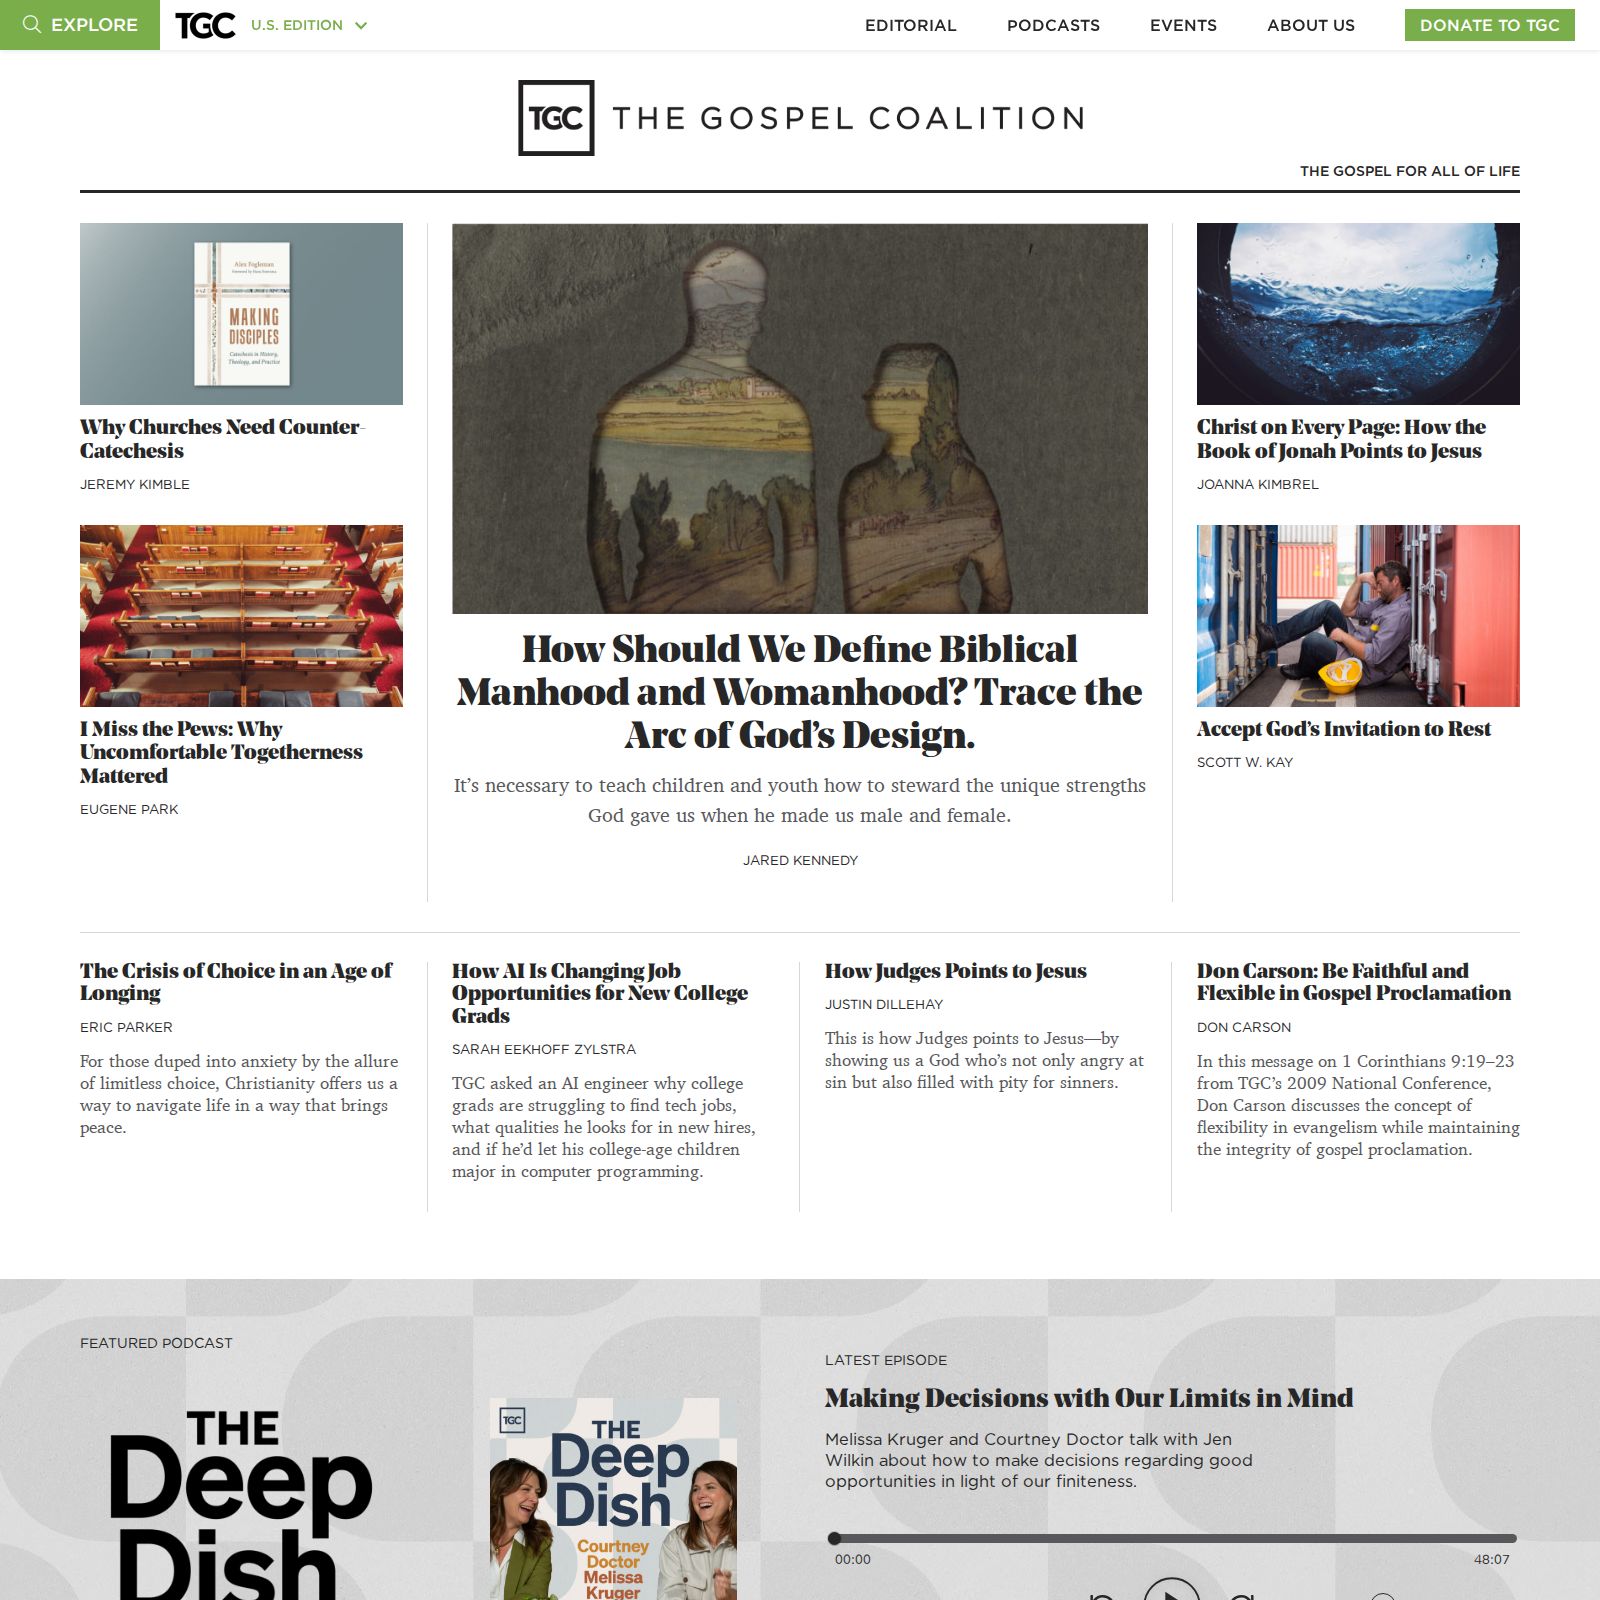 EXPLORE
TGC
U.S. EDITION
EDITORIAL
PODCASTS
EVENTS
ABOUT US
DONATE TO TGC
TGC
THE GOSPEL COALITION
THE GOSPEL FOR ALL OF LIFE
Alex Fogleman
MAKING
DISCIPLES
Catechesis in History,
Theology, and Practice
Why Churches Need Counter-
Catechesis
JEREMY KIMBLE
I Miss the Pews: Why
Uncomfortable Togetherness
Mattered
EUGENE PARK
How Should We Define Biblical
Manhood and Womanhood? Trace the
Arc of God’s Design.
It’s necessary to teach children and youth how to steward the unique strengths
God gave us when he made us male and female.
JARED KENNEDY
Christ on Every Page: How the
Book of Jonah Points to Jesus
JOANNA KIMBREL
Accept God’s Invitation to Rest
SCOTT W. KAY
The Crisis of Choice in an Age of
Longing
ERIC PARKER
For those duped into anxiety by the allure
of limitless choice, Christianity offers us a
way to navigate life in a way that brings
peace.
How AI Is Changing Job
Opportunities for New College
Grads
SARAH EEKHOFF ZYLSTRA
TGC asked an AI engineer why college
grads are struggling to find tech jobs,
what qualities he looks for in new hires,
and if he’d let his college-age children
major in computer programming.
How Judges Points to Jesus
JUSTIN DILLEHAY
This is how Judges points to Jesus—by
showing us a God who’s not only angry at
sin but also filled with pity for sinners.
Don Carson: Be Faithful and
Flexible in Gospel Proclamation
DON CARSON
In this message on 1 Corinthians 9:19–23
from TGC’s 2009 National Conference,
Don Carson discusses the concept of
flexibility in evangelism while maintaining
the integrity of gospel proclamation.
FEATURED PODCAST
THE
Deep
Dish
TGC
THE
Deep
Dish
Courtney
Doctor
Melissa
Kruger
LATEST EPISODE
Making Decisions with Our Limits in Mind
Melissa Kruger and Courtney Doctor talk with Jen
Wilkin about how to make decisions regarding good
opportunities in light of our finiteness.
00:00
48:07